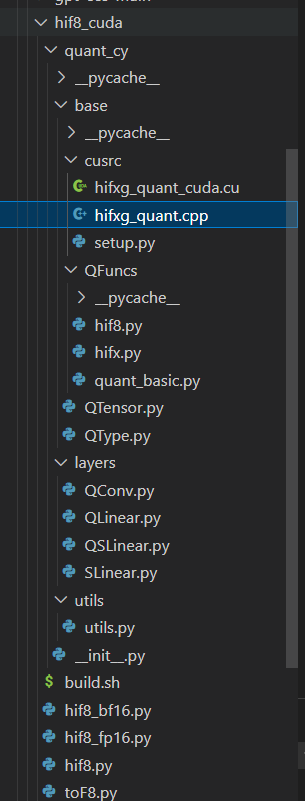 hif8_cuda
quant_cy
__pycache__
base
__pycache__
cusrc
hifxg_quant_cuda.cu
hifxg_quant.cpp
setup.py
QFuncs
__pycache__
hif8.py
hifx.py
quant_basic.py
QTensor.py
QType.py
layers
QConv.py
QLinear.py
QSLinear.py
SLinear.py
utils
utils.py
__init__.py
build.sh
hif8_bf16.py
hif8_fp16.py
hif8.py
toF8.py